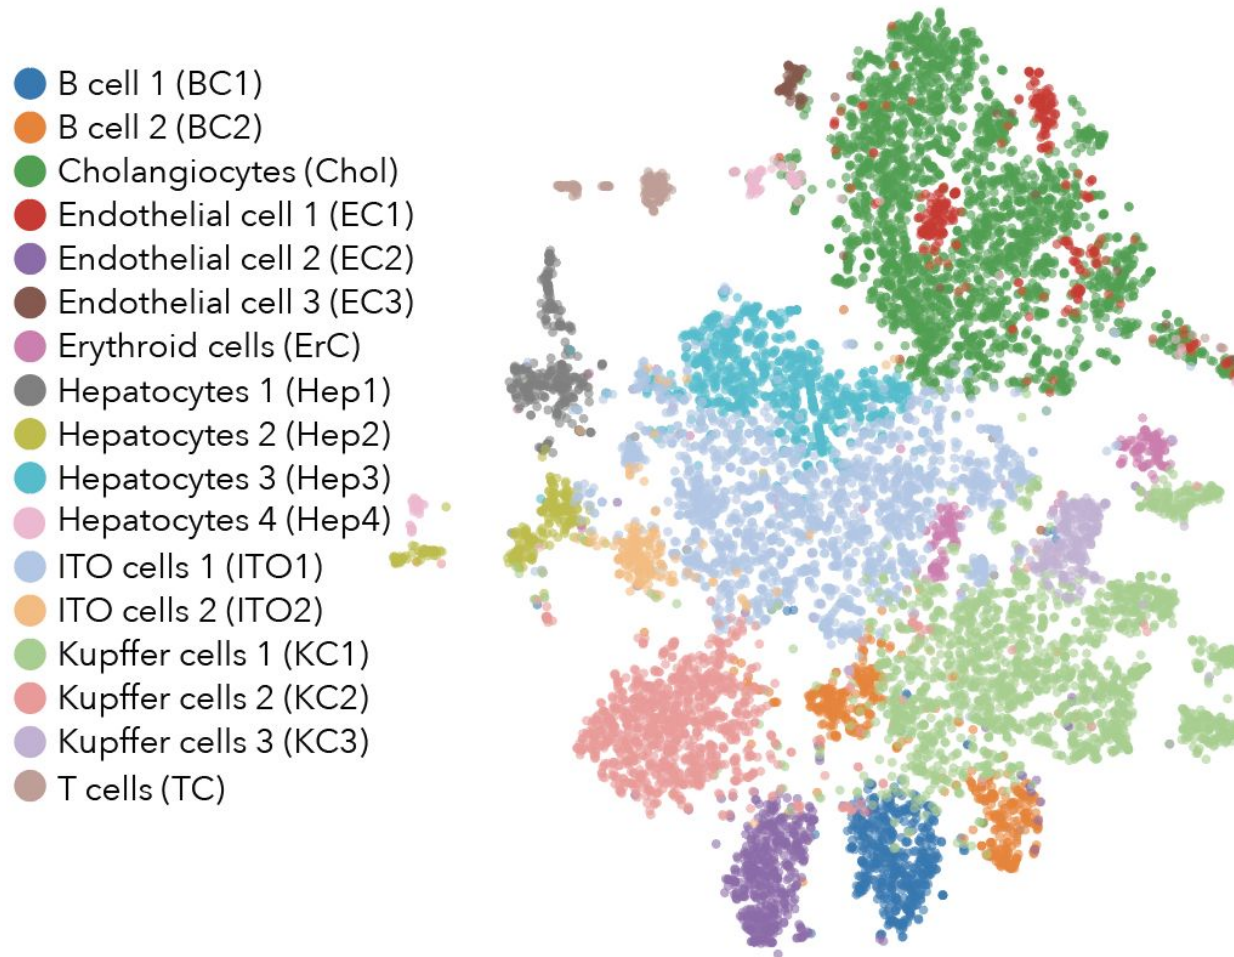 B cell 1 (BC1)
B cell 2 (BC2)
Cholangiocytes (Chol)
Endothelial cell 1 (EC1)
Endothelial cell 2 (EC2)
Endothelial cell 3 (EC3)
Erythroid cells (ErC)
Hepatocytes 1 (Hep1)
Hepatocytes 2 (Hep2)
Hepatocytes 3 (Hep3)
Hepatocytes 4 (Hep4)
ITO cells 1 (ITO1)
ITO cells 2 (ITO2)
Kupffer cells 1 (KC1)
Kupffer cells 2 (KC2)
Kupffer cells 3 (KC3)
T cells (TC)